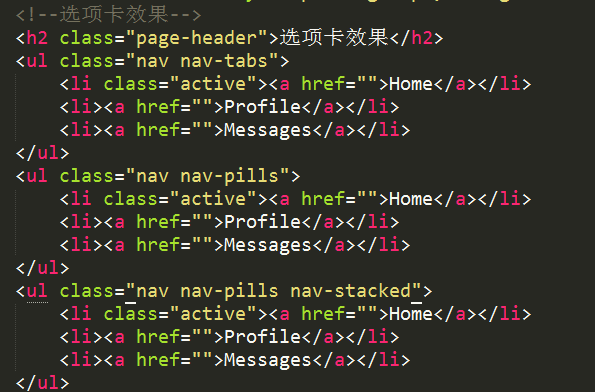 <!--选项卡效果-->
<h2 class="page-header">选项卡效果</h2>
<ul class="nav nav-tabs">
    <li class="active"><a href="">Home</a></li>
    <li><a href="">Profile</a></li>
    <li><a href="">Messages</a></li>
</ul>
<ul class="nav nav-pills">
    <li class="active"><a href="">Home</a></li>
    <li><a href="">Profile</a></li>
    <li><a href="">Messages</a></li>
</ul>
<ul class="nav nav-pills nav-stacked">
    <li class="active"><a href="">Home</a></li>
    <li><a href="">Profile</a></li>
    <li><a href="">Messages</a></li>
</ul>